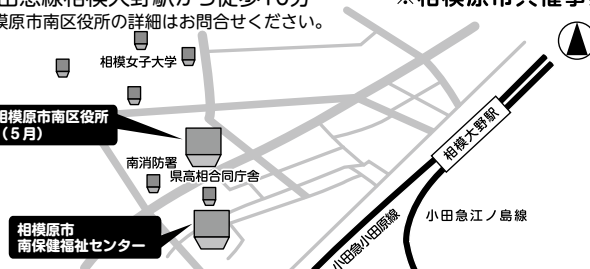 急線相模大野駅から徒歩10分
模原市南区役所の詳細はお問合せください。
※相模原市共催事
相模女子大学
相模原市南区役所
（5月）
南消防署
県高相合同庁舎
相模原市
南保健福祉センター
相模大野駅
小田急小田原線
小田急江ノ島線